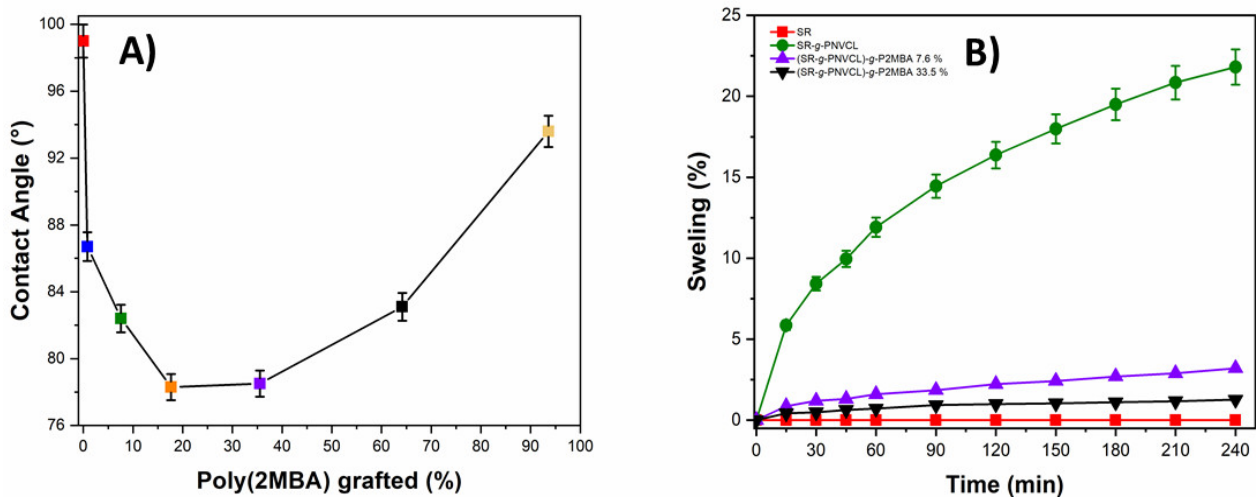 A)
Contact Angle (°)
100
96
92
88
84
80
76
0 10 20 30 40 50 60 70 80 90 100
Poly(2MBA) grafted (%)
B)
SR
SR-g-PNVCL
(SR-g-PNVCL)-g-P2MBA 7.6 %
(SR-g-PNVCL)-g-P2MBA 33.5 %
Sweling (%)
25
20
15
10
5
0
0 30 60 90 120 150 180 210 240
Time (min)